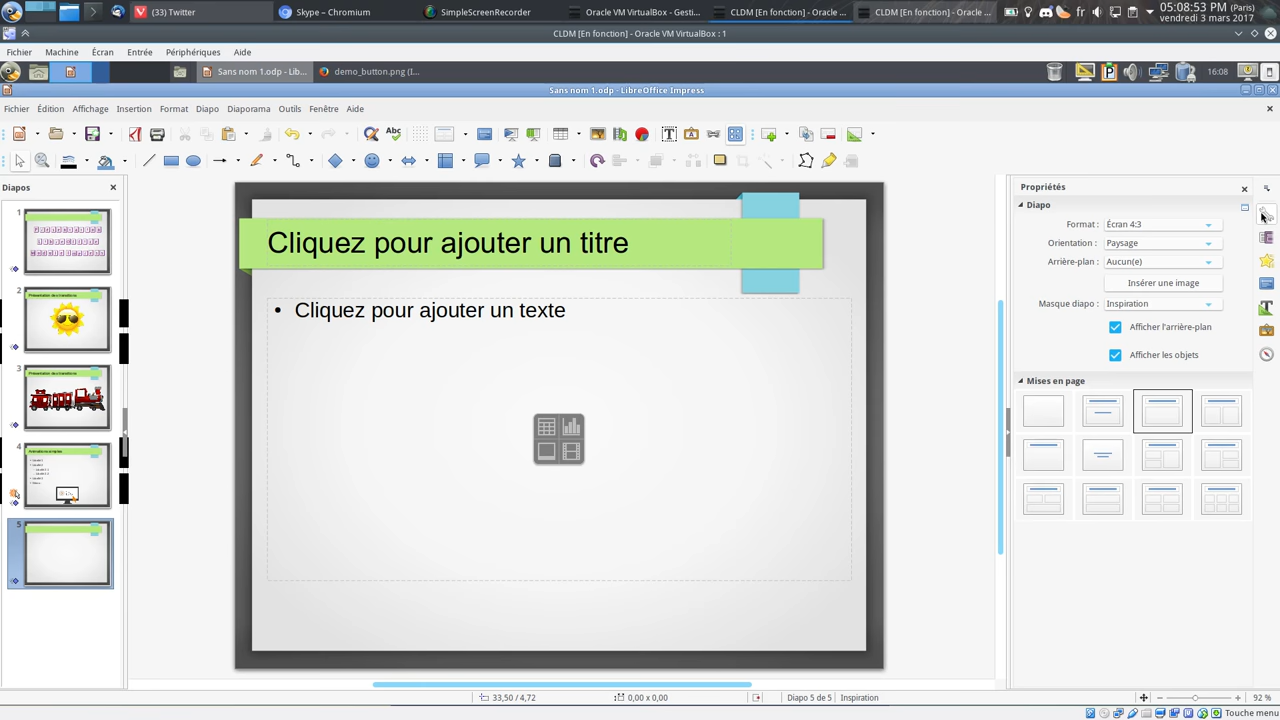 (33) Twitter
Skype – Chromium
SimpleScreenRecorder
Oracle VM VirtualBox - Gesti...
CLDM [En fonction] - Oracle ...
CLDM [En fonction] - Oracle ...
fr
05:08:53 PM (Paris)
vendredi 3 mars 2017
CLDM [En fonction] - Oracle VM VirtualBox : 1
Fichier Machine Écran Entrée Périphériques Aide
Sans nom 1.odp - Lib...
demo_button.png (I...
16:08
Sans nom 1.odp - LibreOffice Impress
Fichier Édition Affichage Insertion Format Diapo Diaporama Outils Fenêtre Aide
Abc
Diapos
Propriétés
Diapo
Format : Écran 4:3
Orientation : Paysage
Arrière-plan : Aucun(e)
Insérer une image
Masque diapo : Inspiration
Afficher l'arrière-plan
Afficher les objets
Mises en page
1
2
3
4
5
Cliquez pour ajouter un titre
• Cliquez pour ajouter un texte
33,50 / 4,72
0,00 x 0,00
Diapo 5 de 5
Inspiration
92 %
Touche menu